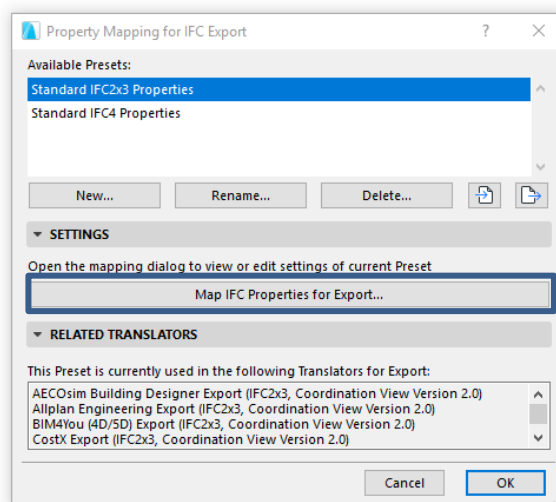 Property Mapping for IFC Export
Available Presets:
Standard IFC2x3 Properties
Standard IFC4 Properties
New...
Rename...
Delete...
SETTINGS
Open the mapping dialog to view or edit settings of current Preset
Map IFC Properties for Export...
RELATED TRANSLATORS
This Preset is currently used in the following Translators for Export:
AECOsim Building Designer Export (IFC2x3, Coordination View Version 2.0)
Allplan Engineering Export (IFC2x3, Coordination View Version 2.0)
BIM4You (4D/5D) Export (IFC2x3, Coordination View Version 2.0)
CostX Export (IFC2x3, Coordination View Version 2.0)
Cancel
OK